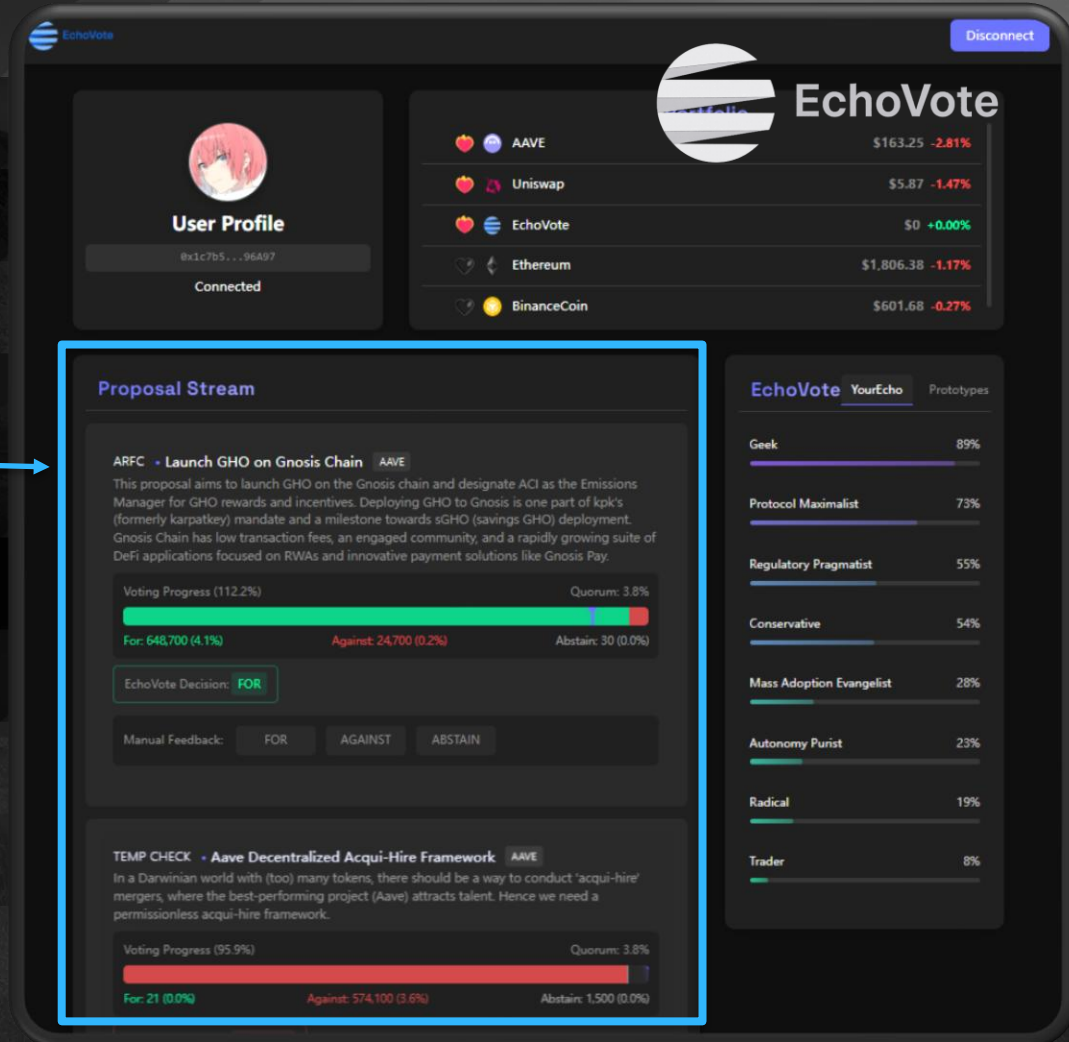 EchoVote
Disconnect
EchoVote
User Profile
0x1c7b5...96A97
Connected
AAVE $163.25 -2.81%
Uniswap $5.87 -1.47%
EchoVote $0 +0.00%
Ethereum $1,806.38 -1.17%
BinanceCoin $601.68 -0.27%
Proposal Stream
ARFC • Launch GHO on Gnosis Chain AAVE
This proposal aims to launch GHO on the Gnosis chain and designate ACI as the Emissions
Manager for GHO rewards and incentives. Deploying GHO to Gnosis is one part of kpk's
(formerly karpatkey) mandate and a milestone towards sGHO (savings GHO) deployment.
Gnosis Chain has low transaction fees, an engaged community, and a rapidly growing suite of
DeFi applications focused on RWAs and innovative payment solutions like Gnosis Pay.
Voting Progress (112.2%) Quorum: 3.8%
For: 648,700 (4.1%) Against: 24,700 (0.2%) Abstain: 30 (0.0%)
EchoVote Decision: FOR
Manual Feedback: FOR AGAINST ABSTAIN
TEMP CHECK • Aave Decentralized Acqui-Hire Framework AAVE
In a Darwinian world with (too) many tokens, there should be a way to conduct 'acqui-hire'
mergers, where the best-performing project (Aave) attracts talent. Hence we need a
permissionless acqui-hire framework.
Voting Progress (95.9%) Quorum: 3.8%
For: 21 (0.0%) Against: 574,100 (3.6%) Abstain: 1,500 (0.0%)
EchoVote YourEcho Prototypes
Geek 89%
Protocol Maximalist 73%
Regulatory Pragmatist 55%
Conservative 54%
Mass Adoption Evangelist 28%
Autonomy Purist 23%
Radical 19%
Trader 8%